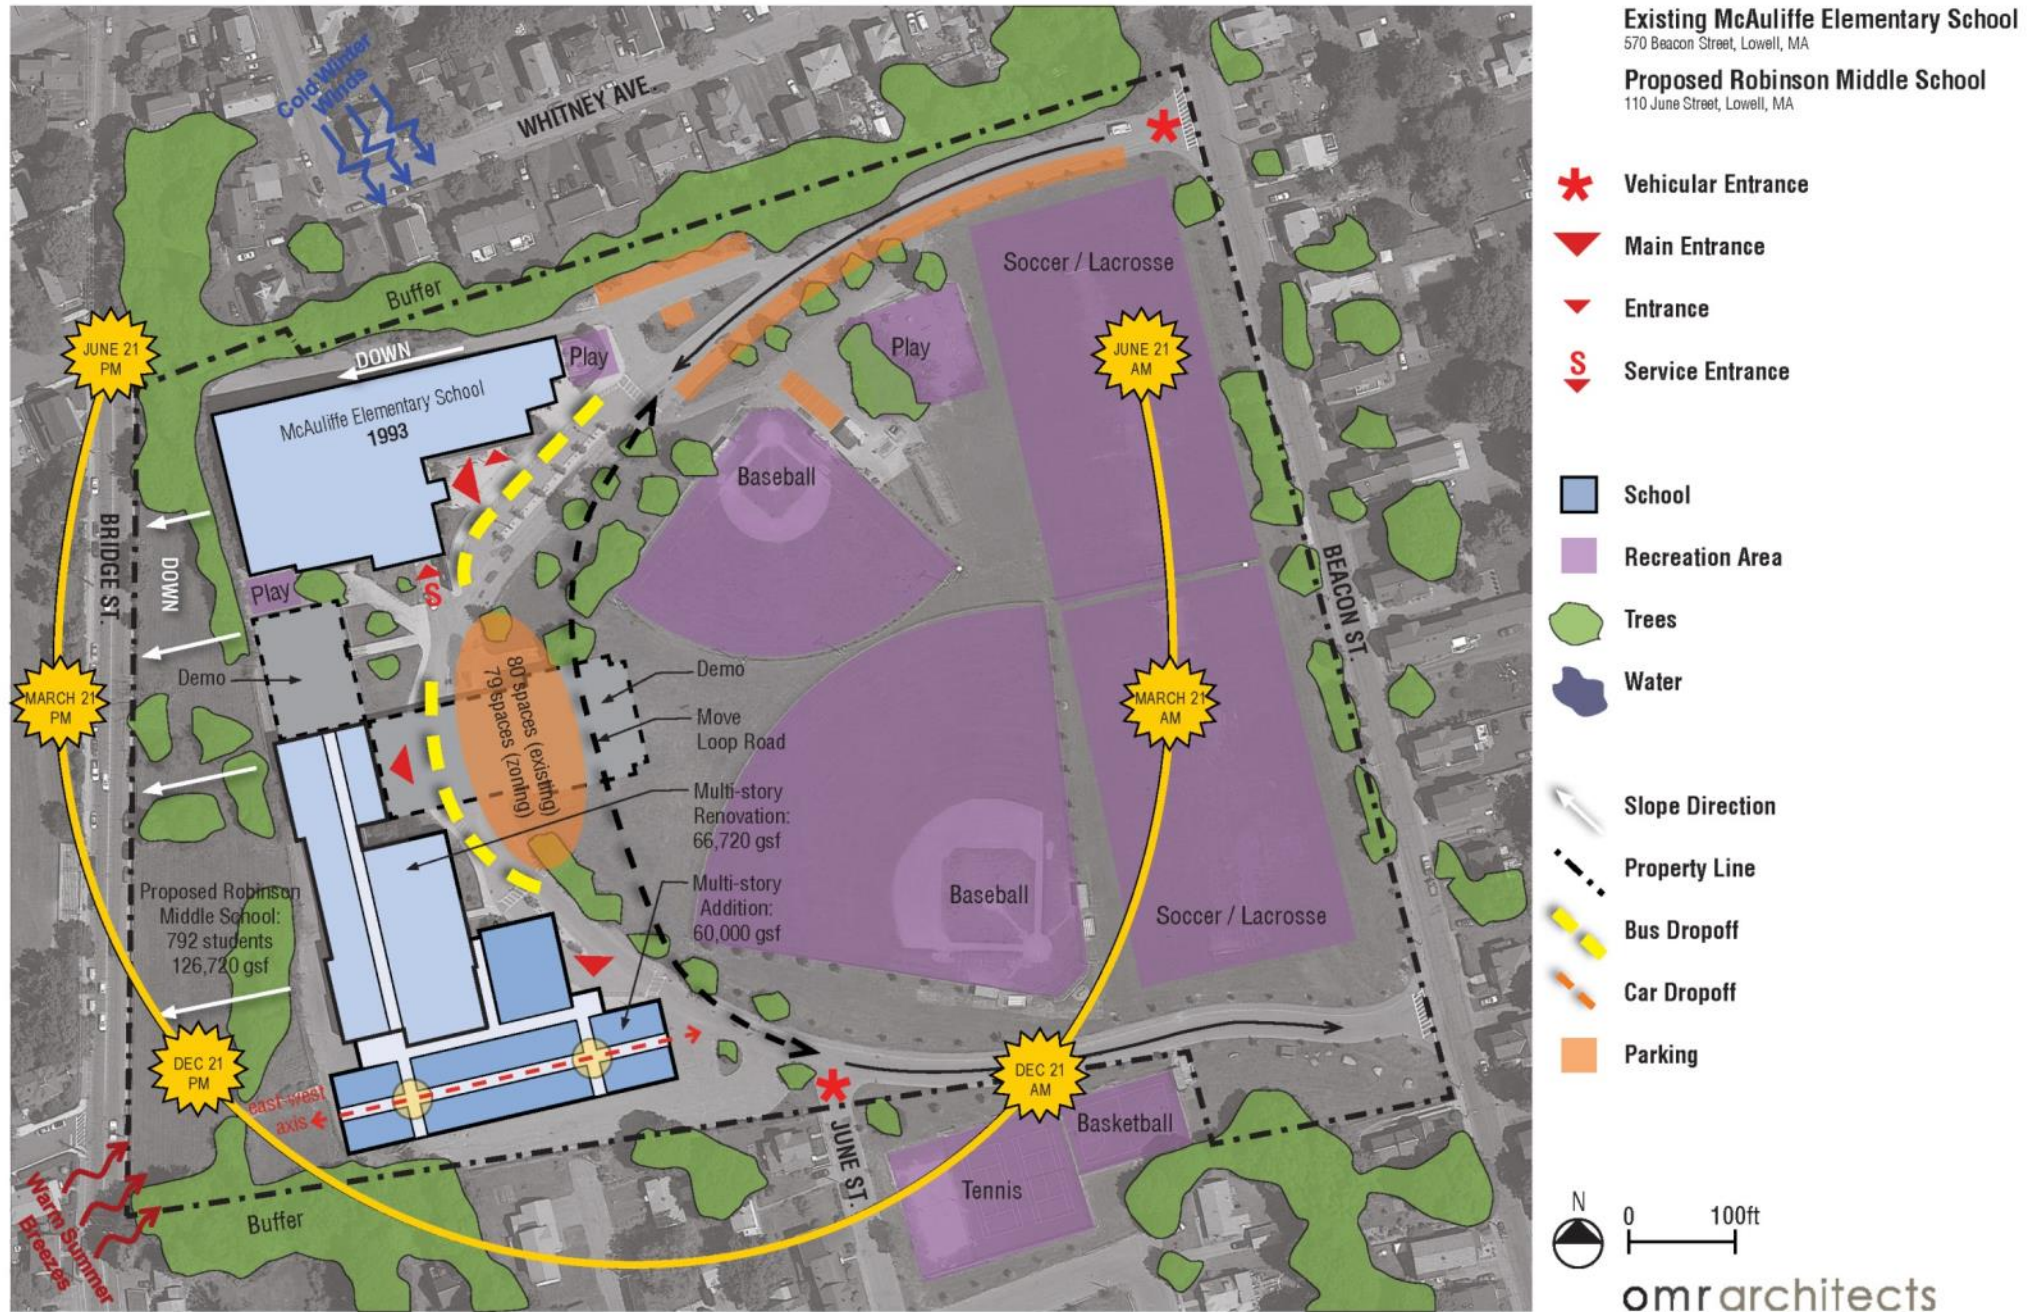 Existing McAuliffe Elementary School
570 Beacon Street, Lowell, MA
Proposed Robinson Middle School
110 June Street, Lowell, MA
Vehicular Entrance
Main Entrance
Entrance
S
Service Entrance
School
Recreation Area
Trees
Water
Slope Direction
Property Line
Bus Dropoff
Car Dropoff
Parking
N
0 100ft
omrarchitects
Cold Winter
Winds
WHITNEY AVE.
Buffer
Soccer / Lacrosse
JUNE 21
PM
DOWN
Play
Play
JUNE 21
AM
McAuliffe Elementary School
1993
Baseball
BRIDGE ST.
DOWN
Play
S
BEACON ST.
Demo
80 spaces (existing)
79 spaces (zoning)
Demo
MARCH 21
PM
MARCH 21
AM
Move
Loop Road
Multi-story
Renovation:
66,720 gsf
Proposed Robinson
Middle School:
792 students
126,720 gsf
Multi-story
Addition:
60,000 gsf
Baseball
Soccer / Lacrosse
DEC 21
PM
DEC 21
AM
east-west
axis
JUNE ST.
Basketball
Tennis
Warm Summer
Breezes
Buffer